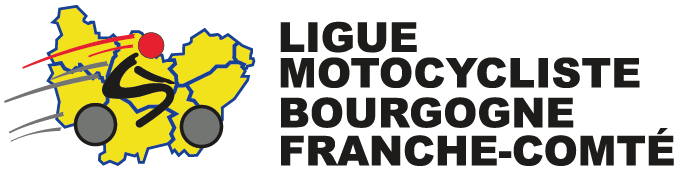 LIGUE
MOTOCYCLISTE
BOURGOGNE
FRANCHE-COMTÉ